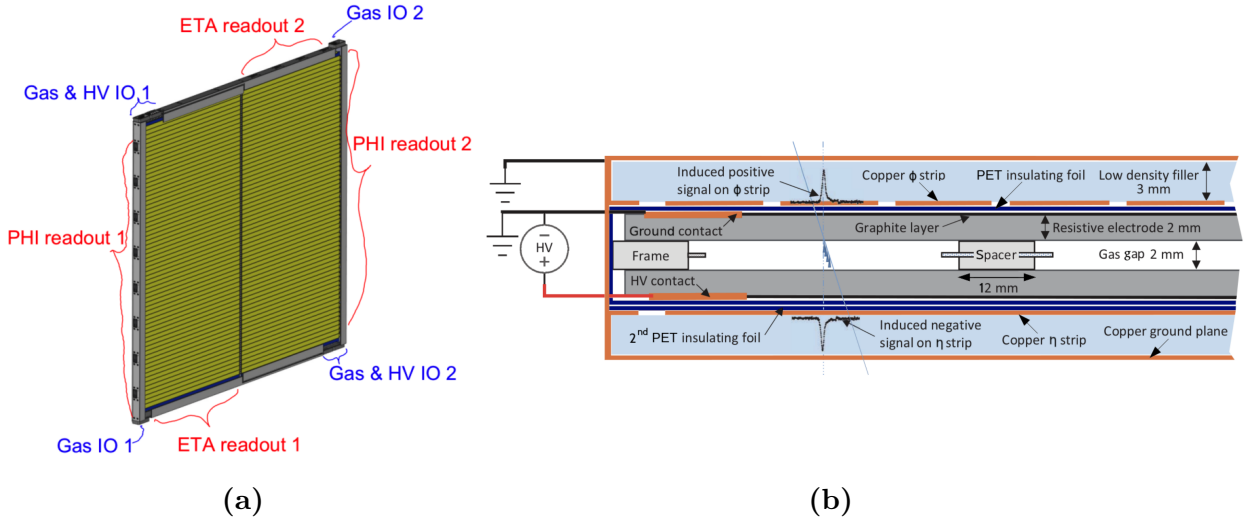 ETA readout 2
Gas IO 2
Gas & HV IO 1
PHI readout 2
PHI readout 1
Gas & HV IO 2
Gas IO 1
ETA readout 1
(a)
Induced positive
signal on ϕ strip
Copper ϕ strip
PET insulating foil
Low density filler
3 mm
Ground contact
Graphite layer
Resistive electrode 2 mm
−
HV
+
Frame
Spacer
Gas gap 2 mm
HV contact
12 mm
2nd PET insulating foil
Induced negative
signal on η strip
Copper η strip
Copper ground plane
(b)